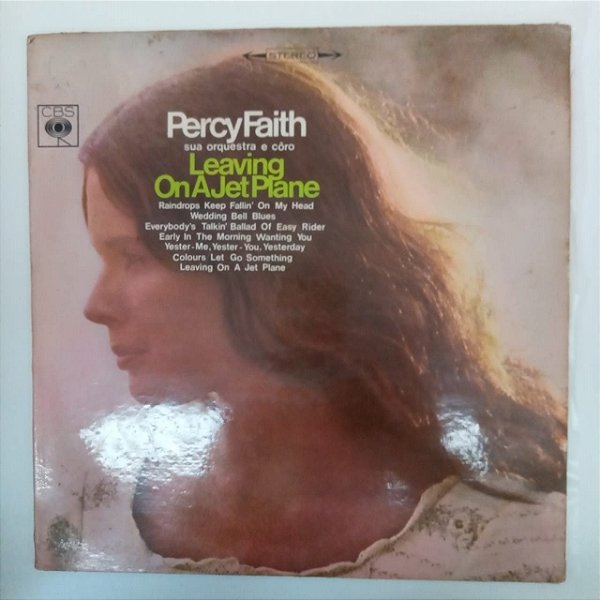 STEREO
CBS
Percy Faith
sua orquestra e côro
Leaving
On A Jet Plane
Raindrops Keep Fallin' On My Head
Wedding Bell Blues
Everybody's Talkin' Ballad Of Easy Rider
Early In The Morning Wanting You
Yester-Me, Yester-You, Yesterday
Colours Let Go Something
Leaving On A Jet Plane